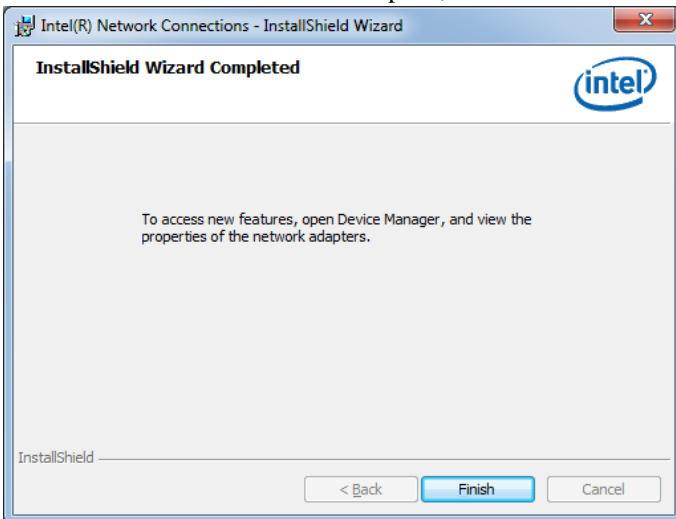 Intel(R) Network Connections - InstallShield Wizard
InstallShield Wizard Completed
intel
To access new features, open Device Manager, and view the
properties of the network adapters.
InstallShield
< Back
Finish
Cancel